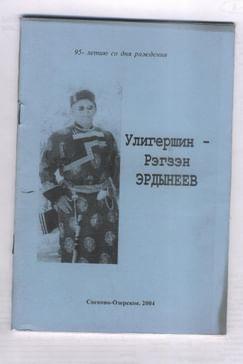 95- летию со дня рождения
Улигершин -
Рэгзэн
ЭРДЫНЕЕВ
Сосново-Озерское, 2004